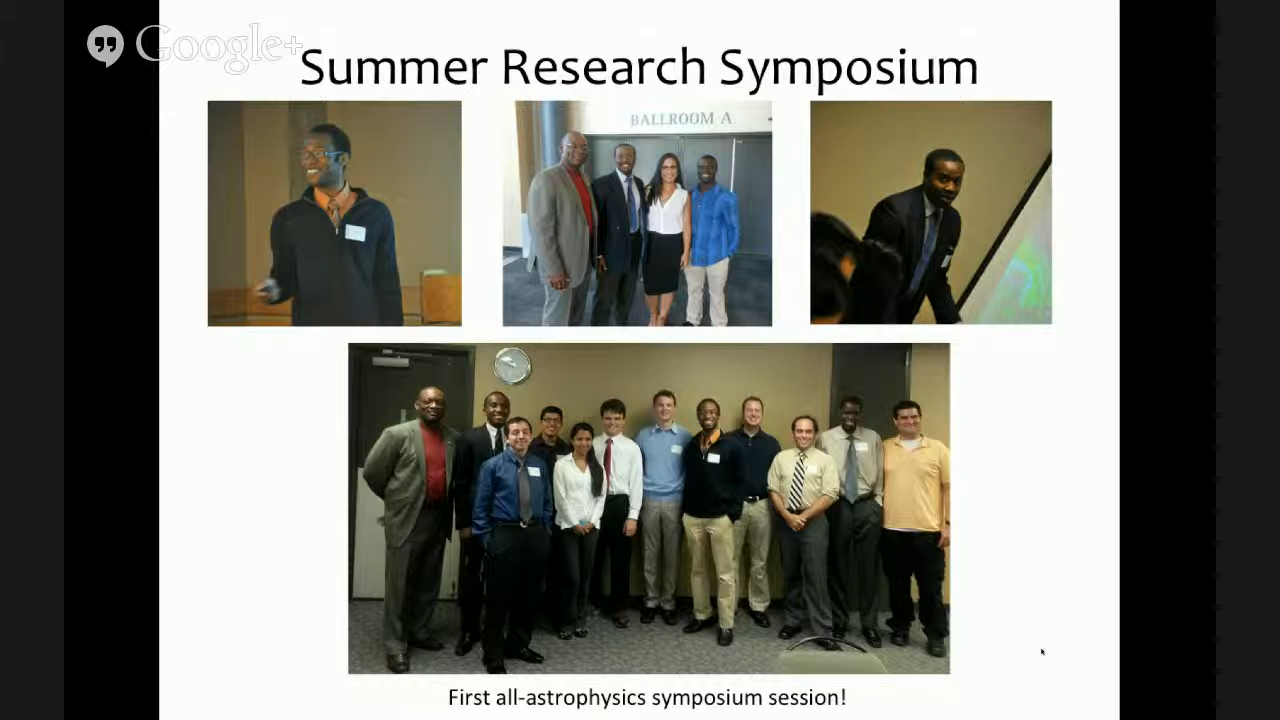 Google+
Summer Research Symposium
BALLROOM A
First all-astrophysics symposium session!